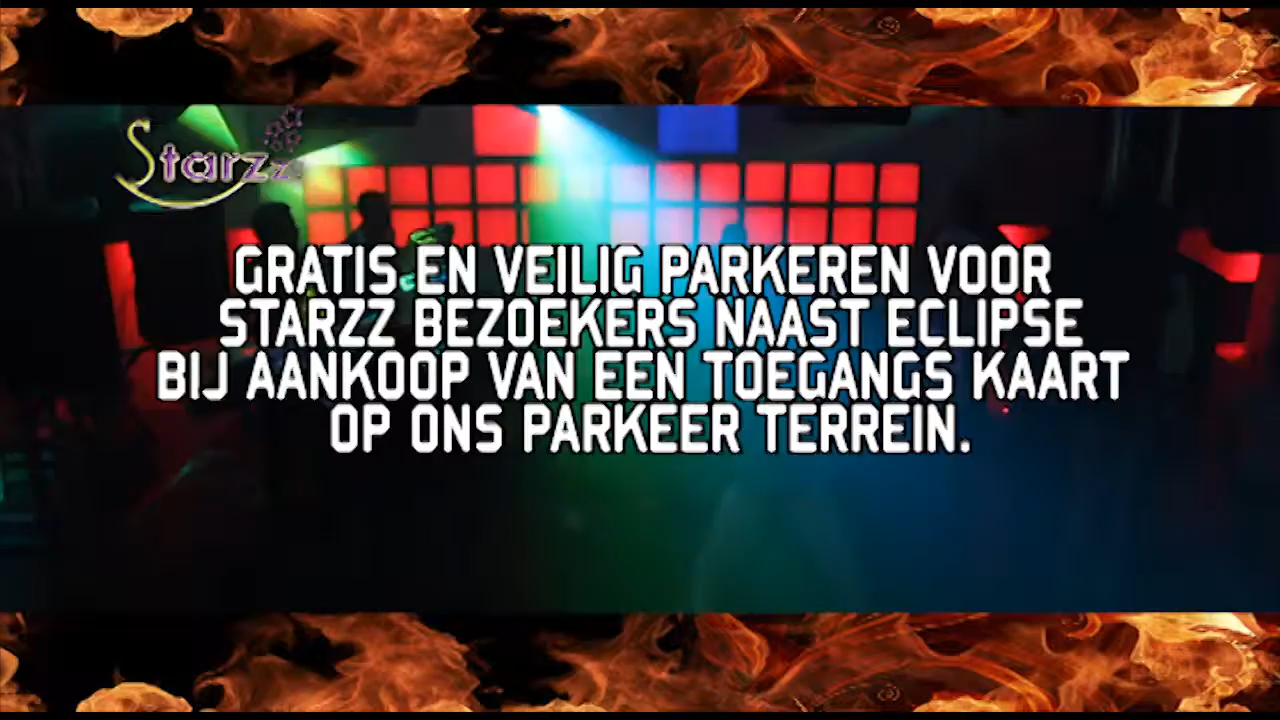 Starzz
GRATIS EN VEILIG PARKEREN VOOR
STARZZ BEZOEKERS NAAST ECLIPSE
BIJ AANKOOP VAN EEN TOEGANGS KAART
OP ONS PARKEER TERREIN.